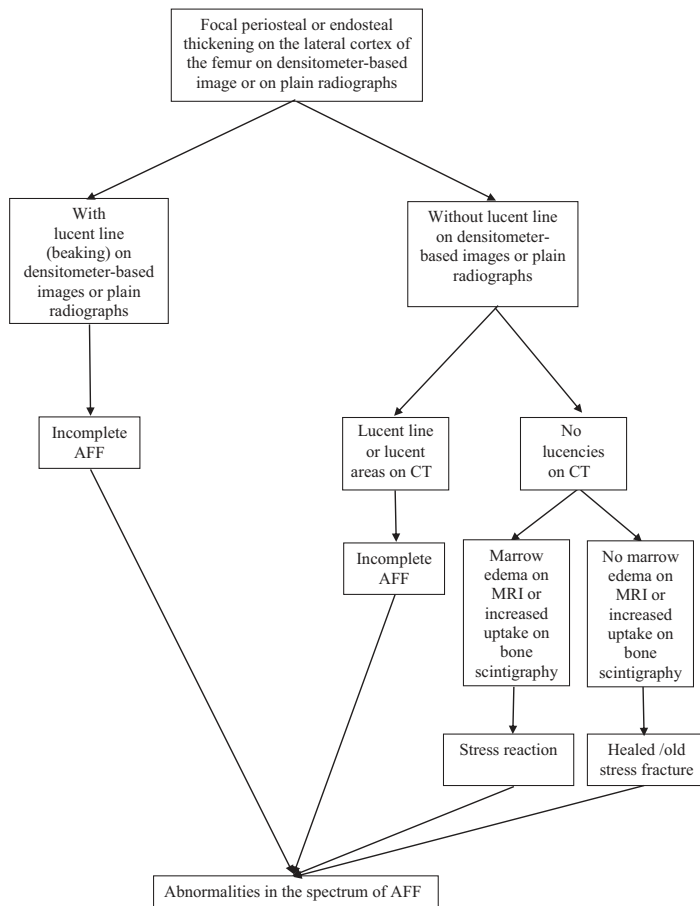 Focal periosteal or endosteal
thickening on the lateral cortex of
the femur on densitometer-based
image or on plain radiographs
With
lucent line
(beaking) on
densitometer-based
images or plain
radiographs
Without lucent line
on densitometer-
based images or plain
radiographs
Incomplete
AFF
Lucent line
or lucent
areas on CT
No
lucencies
on CT
Incomplete
AFF
Marrow
edema on
MRI or
increased
uptake on
bone
scintigraphy
No marrow
edema on
MRI or
increased
uptake on
bone
scintigraphy
Stress reaction
Healed /old
stress fracture
Abnormalities in the spectrum of AFF